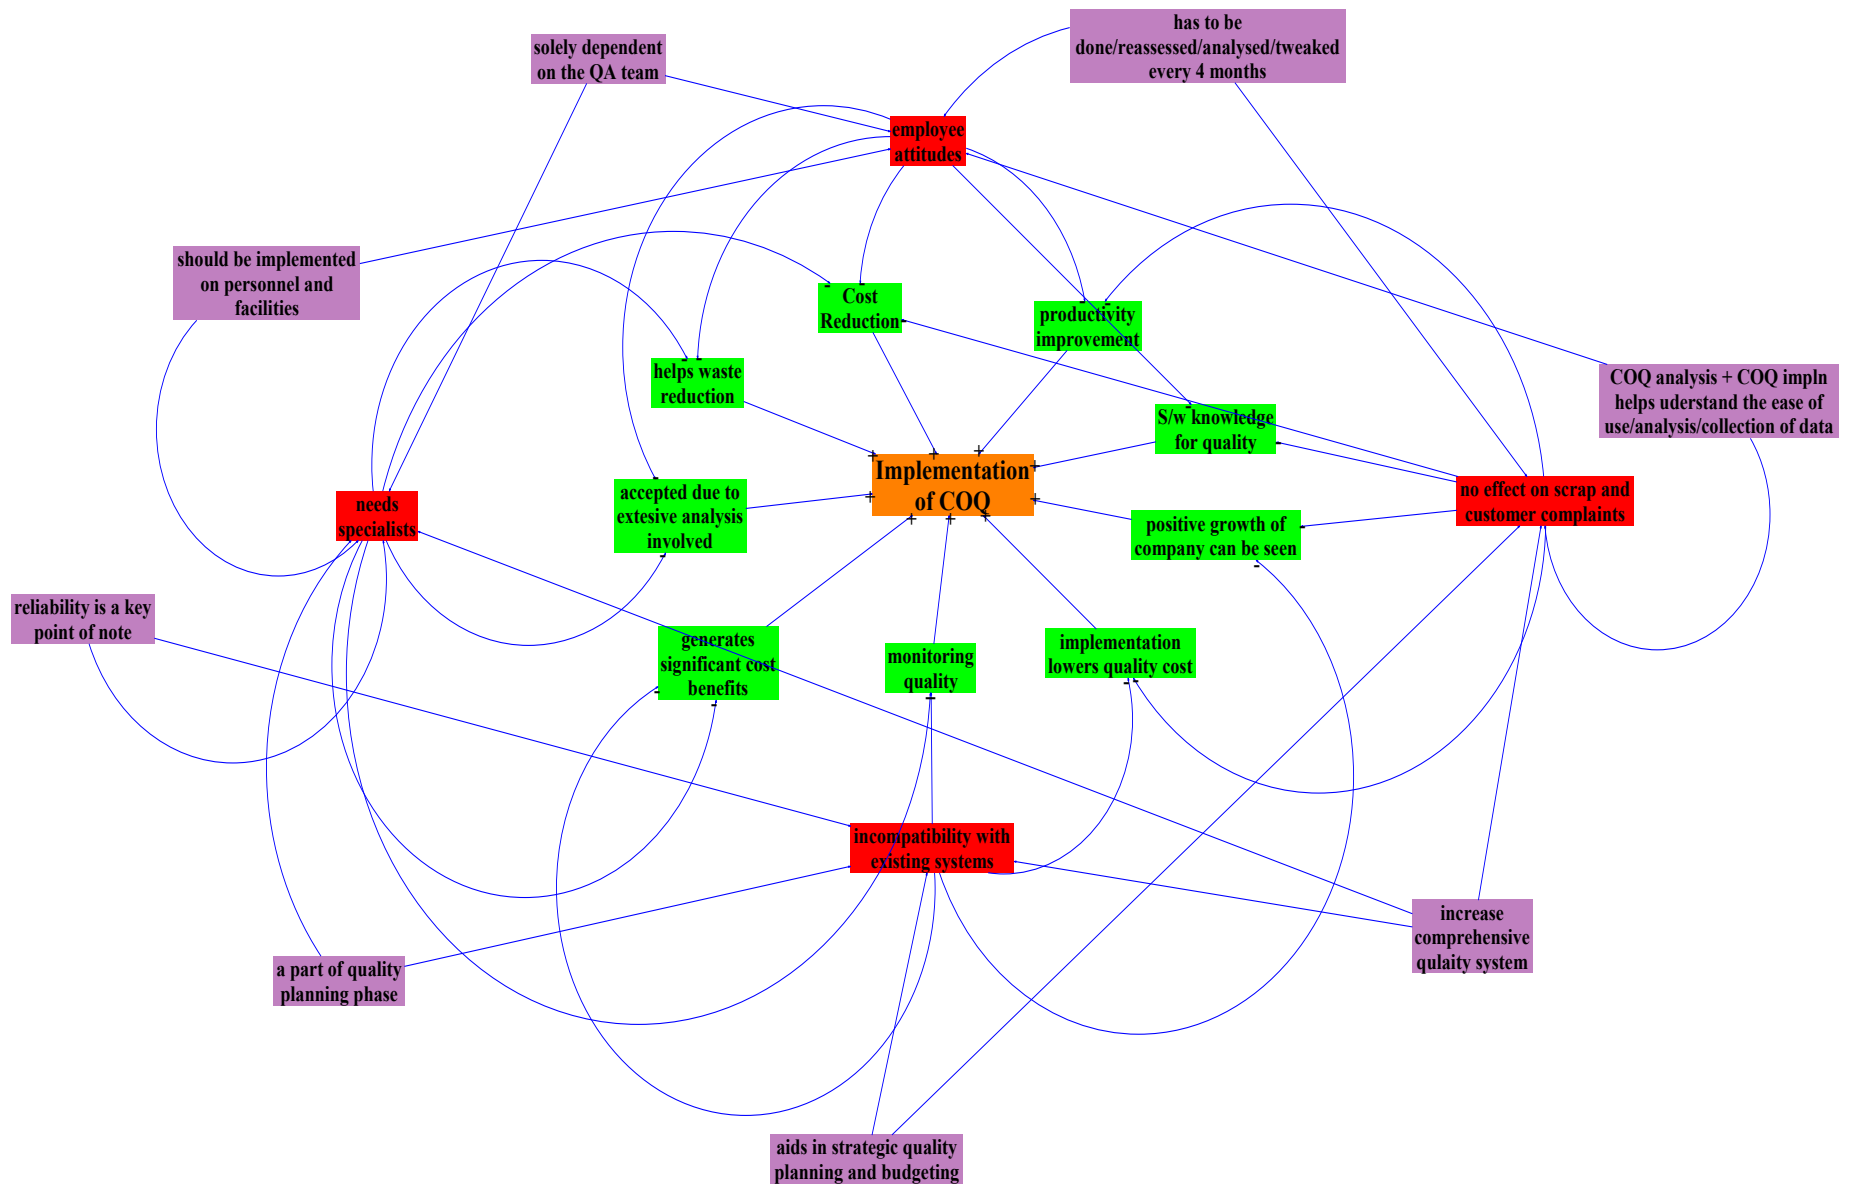 has to be
done/reassessed/analysed/tweaked
every 4 months
solely dependent
on the QA team
employee
attitudes
should be implemented
on personnel and
facilities
Cost
Reduction
productivity
improvement
helps waste
reduction
COQ analysis + COQ impln
helps uderstand the ease of
use/analysis/collection of data
S/w knowledge
for quality
Implementation
of COQ
needs
specialists
accepted due to
extesive analysis
involved
no effect on scrap and
customer complaints
positive growth of
company can be seen
reliability is a key
point of note
generates
significant cost
benefits
monitoring
quality
implementation
lowers quality cost
incompatibility with
existing systems
increase
comprehensive
qulaity system
a part of quality
planning phase
aids in strategic quality
planning and budgeting